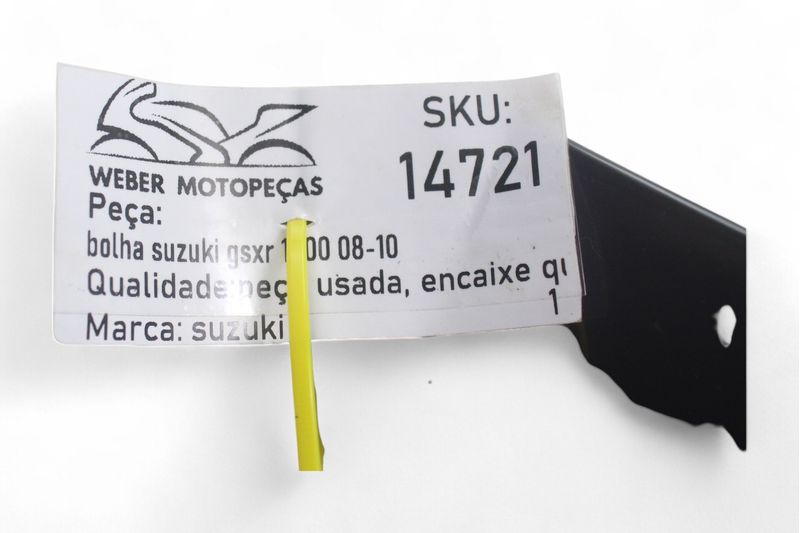 WEBER MOTOPEÇAS
SKU:
14721
Peça:
bolha suzuki gsxr 08-10
Qualidade usada, encaixe
1
Marca: suzuki